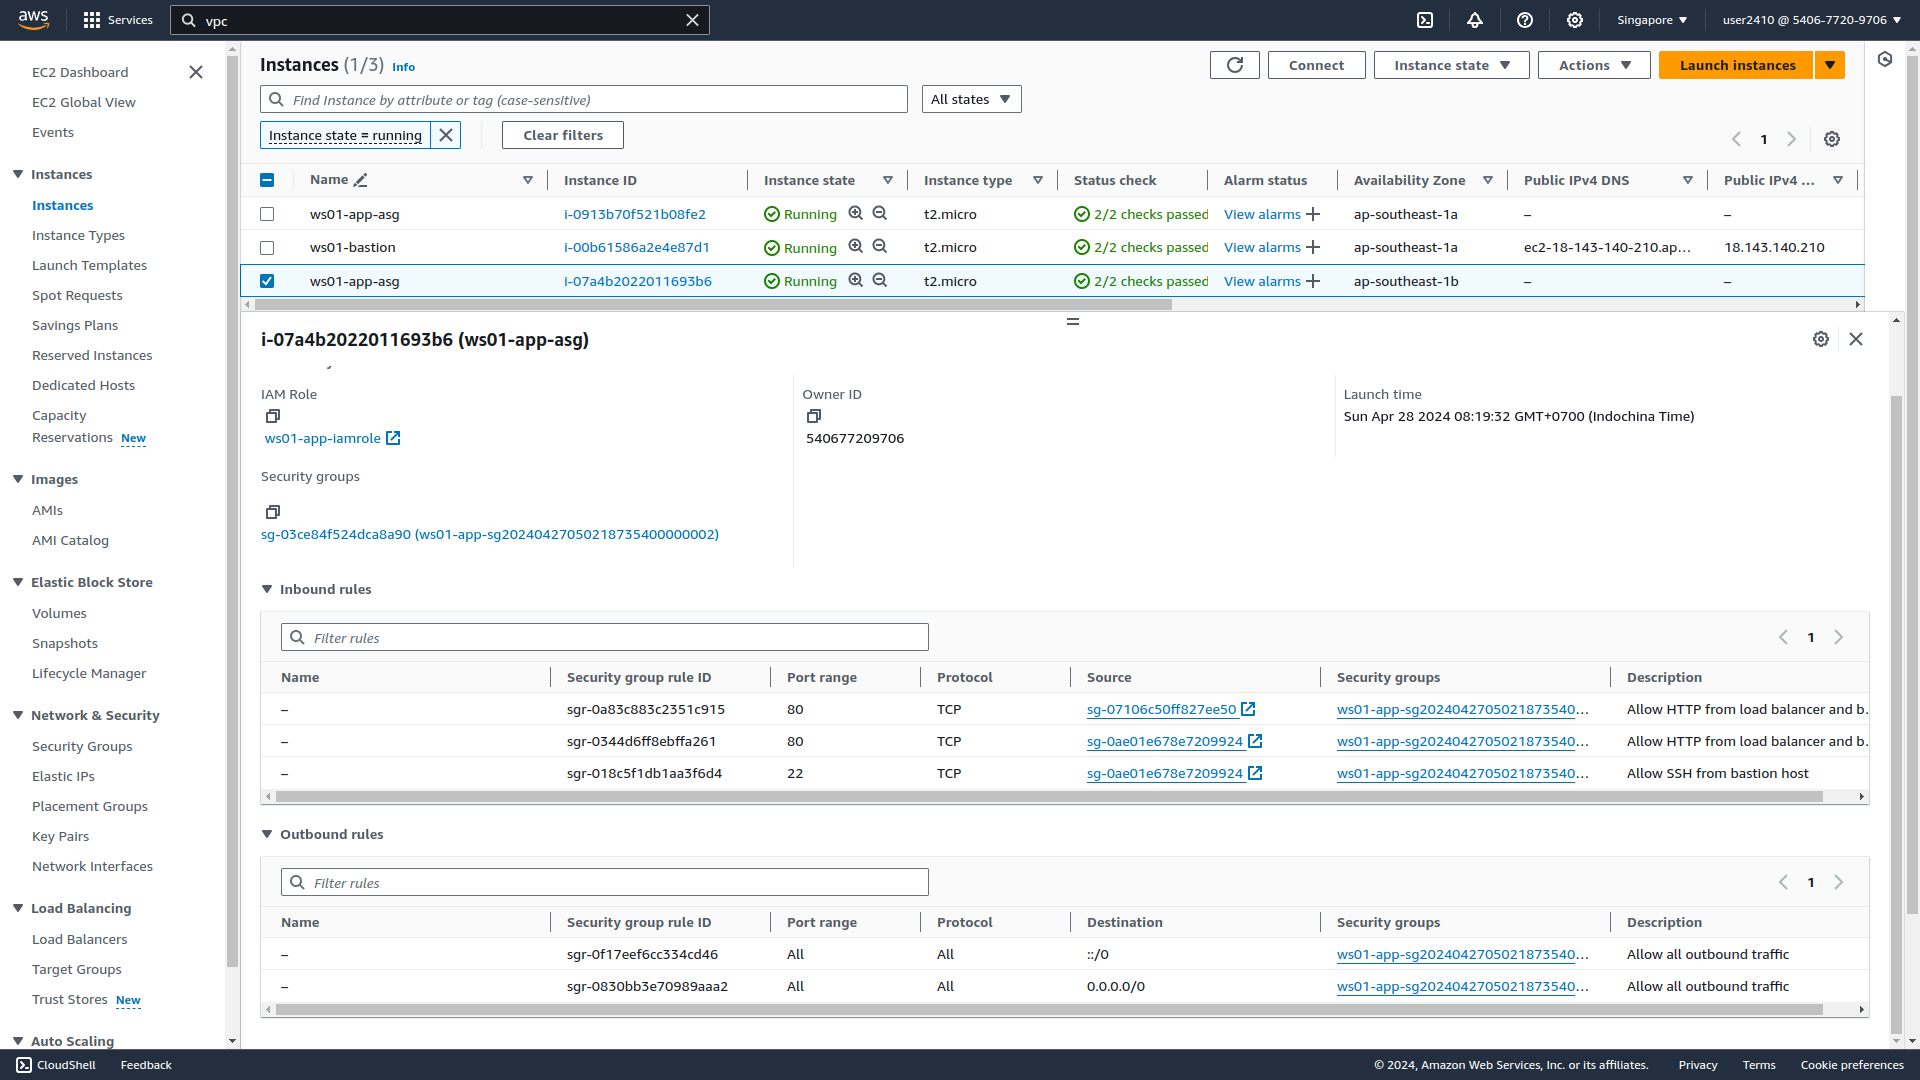 aws
Services
vpc
Singapore
user2410 @ 5406-7720-9706
EC2 Dashboard
EC2 Global View
Events
Instances
Instances
Instance Types
Launch Templates
Spot Requests
Savings Plans
Reserved Instances
Dedicated Hosts
Capacity
Reservations New
Images
AMIs
AMI Catalog
Elastic Block Store
Volumes
Snapshots
Lifecycle Manager
Network & Security
Security Groups
Elastic IPs
Placement Groups
Key Pairs
Network Interfaces
Load Balancing
Load Balancers
Target Groups
Trust Stores New
Auto Scaling
Instances (1/3) Info
Connect
Instance state
Actions
Launch instances
Find Instance by attribute or tag (case-sensitive)
All states
Instance state = running
Clear filters
1
Name Instance ID Instance state Instance type Status check Alarm status Availability Zone Public IPv4 DNS Public IPv4 ...
ws01-app-asg i-0913b70f521b08fe2 Running t2.micro 2/2 checks passed View alarms ap-southeast-1a – –
ws01-bastion i-00b61586a2e4e87d1 Running t2.micro 2/2 checks passed View alarms ap-southeast-1a ec2-18-143-140-210.ap... 18.143.140.210
ws01-app-asg i-07a4b2022011693b6 Running t2.micro 2/2 checks passed View alarms ap-southeast-1b – –
i-07a4b2022011693b6 (ws01-app-asg)
IAM Role
ws01-app-iamrole
Owner ID
540677209706
Launch time
Sun Apr 28 2024 08:19:32 GMT+0700 (Indochina Time)
Security groups
sg-03ce84f524dca8a90 (ws01-app-sg20240427050218735400000002)
Inbound rules
Filter rules
1
Name Security group rule ID Port range Protocol Source Security groups Description
– sgr-0a83c883c2351c915 80 TCP sg-07106c50ff827ee50 ws01-app-sg2024042705021873540... Allow HTTP from load balancer and b.
– sgr-0344d6ff8ebffa261 80 TCP sg-0ae01e678e7209924 ws01-app-sg2024042705021873540... Allow HTTP from load balancer and b.
– sgr-018c5f1db1aa3f6d4 22 TCP sg-0ae01e678e7209924 ws01-app-sg2024042705021873540... Allow SSH from bastion host
Outbound rules
Filter rules
1
Name Security group rule ID Port range Protocol Destination Security groups Description
– sgr-0f17eef6cc334cd46 All All ::/0 ws01-app-sg2024042705021873540... Allow all outbound traffic
– sgr-0830bb3e70989aaa2 All All 0.0.0.0/0 ws01-app-sg2024042705021873540... Allow all outbound traffic
CloudShell
Feedback
© 2024, Amazon Web Services, Inc. or its affiliates.
Privacy
Terms
Cookie preferences